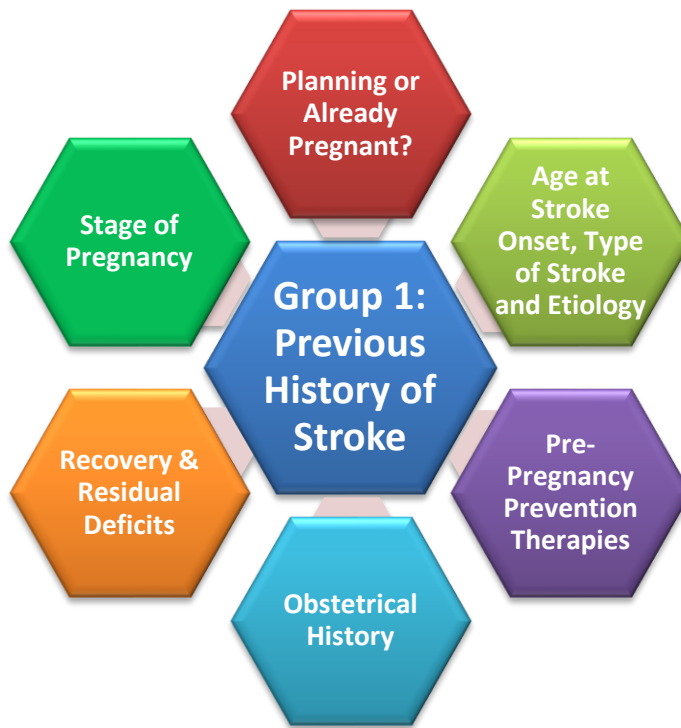 Planning or
Already
Pregnant?
Age at
Stroke
Onset, Type
of Stroke
and Etiology
Stage of
Pregnancy
Group 1:
Previous
History of
Stroke
Recovery &
Residual
Deficits
Pre-
Pregnancy
Prevention
Therapies
Obstetrical
History